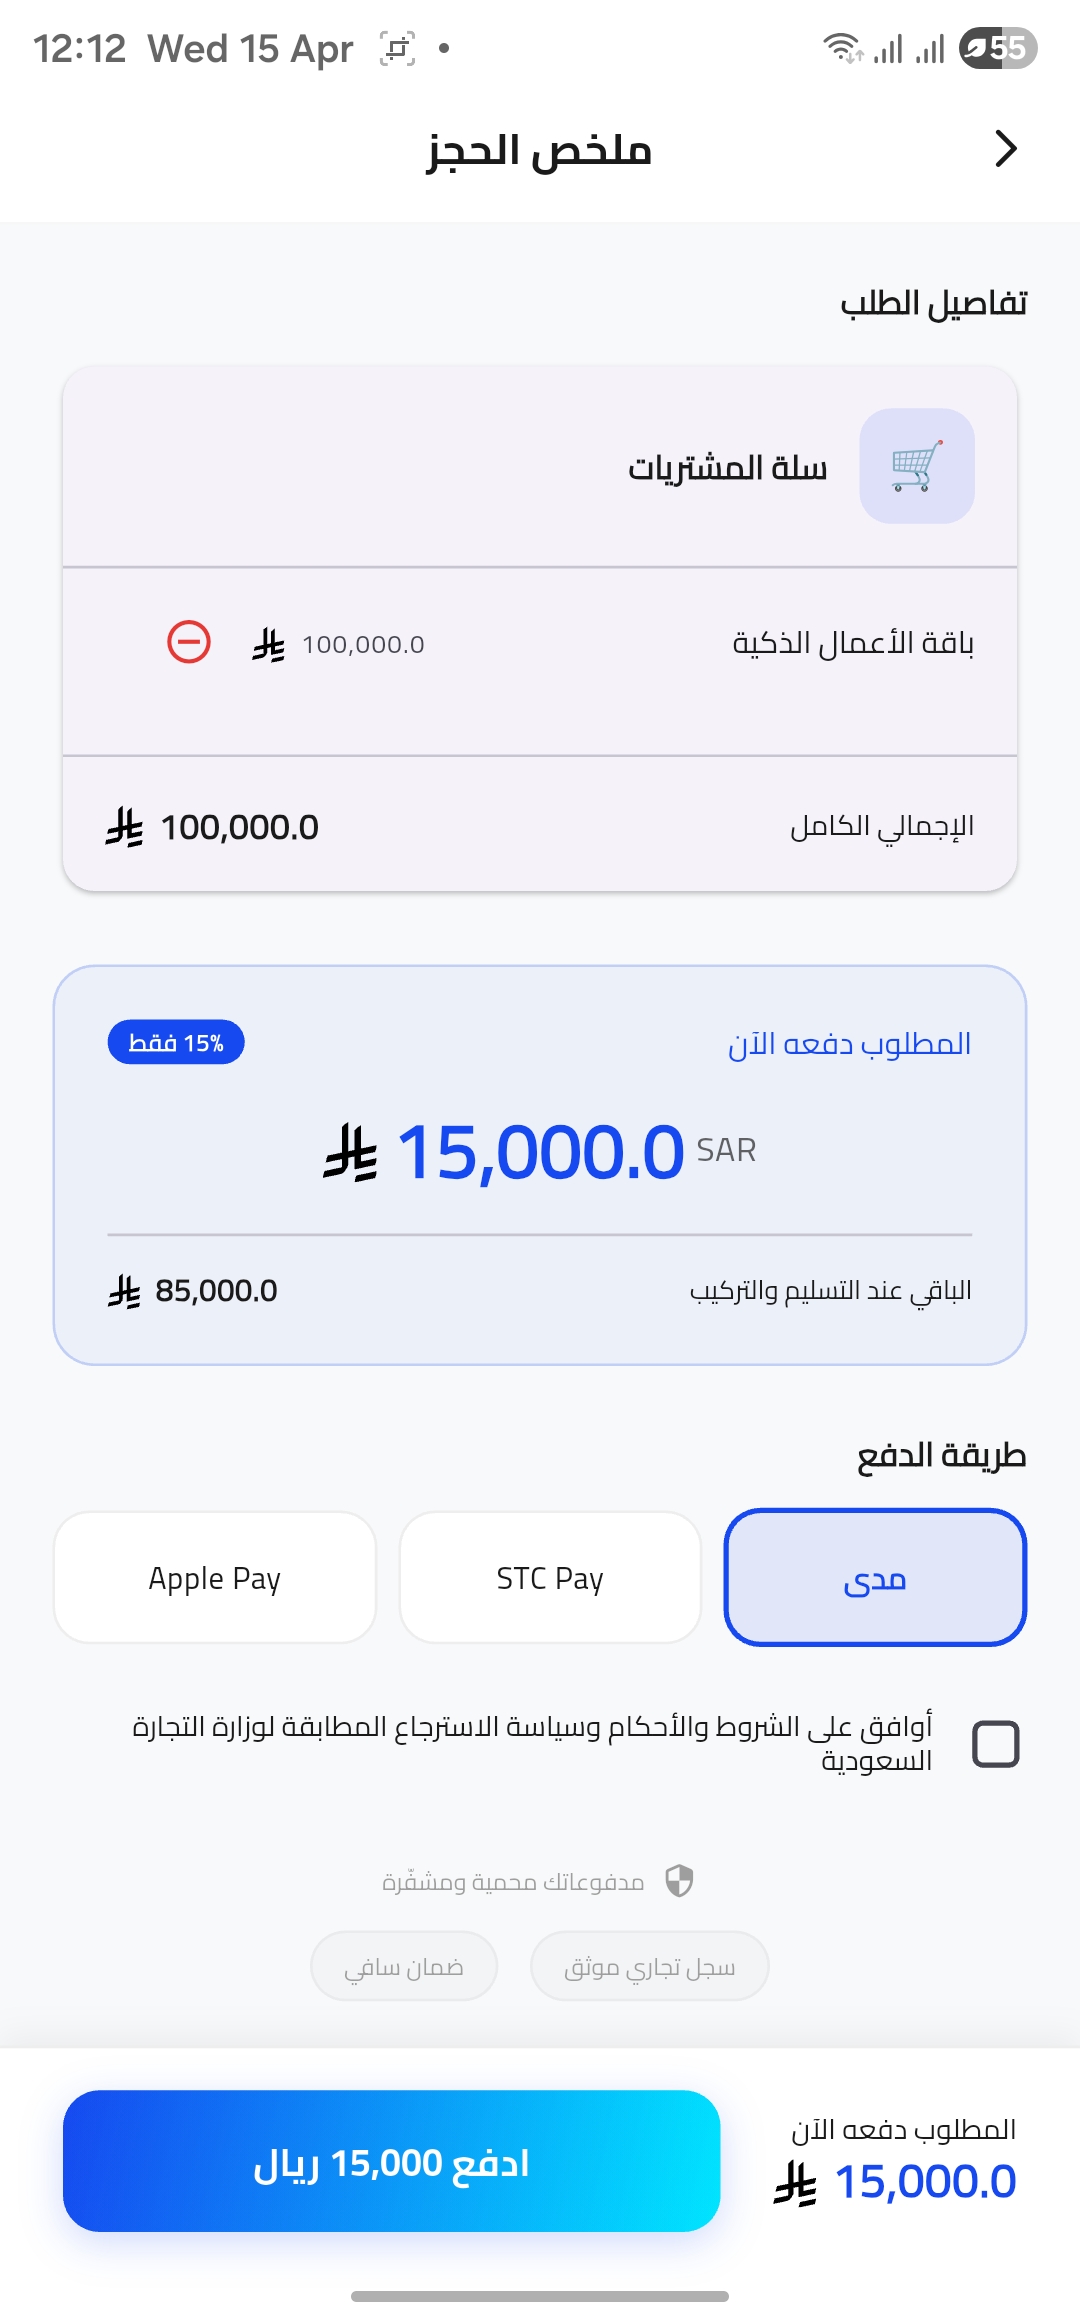 12:12 Wed 15 Apr
55
ملخص الحجز
تفاصيل الطلب
سلة المشتريات
باقة الأعمال الذكية 100,000.0
الإجمالي الكامل 100,000.0
المطلوب دفعه الآن 15% فقط
15,000.0 SAR
الباقي عند التسليم والتركيب 85,000.0
طريقة الدفع
مدى STC Pay Apple Pay
أوافق على الشروط والأحكام وسياسة الاسترجاع المطابقة لوزارة التجارة
السعودية
مدفوعاتك محمية ومشفّرة
سجل تجاري موثق ضمان سافي
المطلوب دفعه الآن
15,000.0
ادفع 15,000 ريال